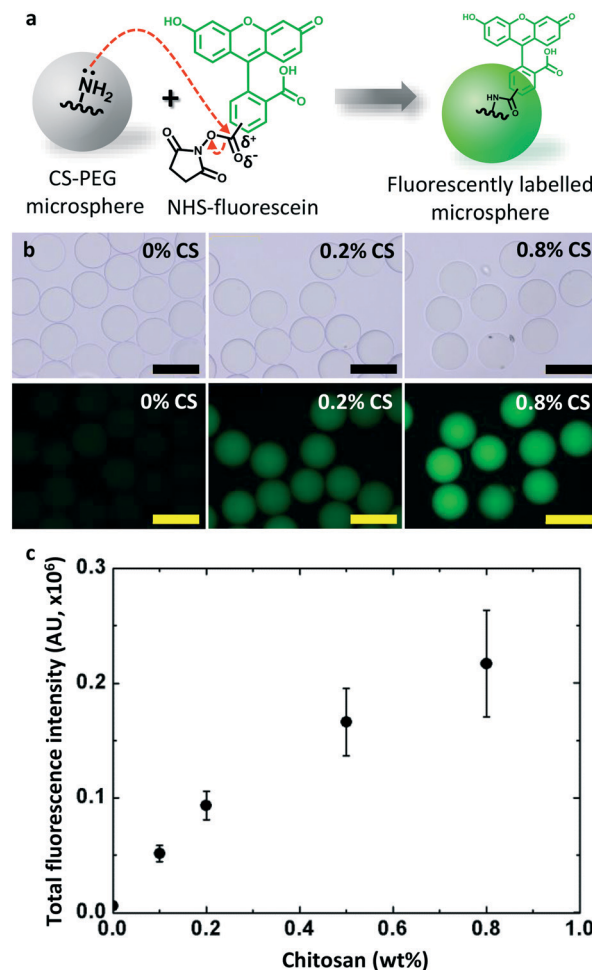 a
HO
O
O
OH
O
NH2
+
O
O
N
O
δ+
O
δ-
O
CS-PEG
microsphere
NHS-fluorescein
HO
O
O
OH
O
HN
O
Fluorescently labelled
microsphere
b
0% CS
0.2% CS
0.8% CS
0% CS
0.2% CS
0.8% CS
c
Total fluorescence intensity (AU, x10⁶)
0.3
0.2
0.1
0.0
0.0 0.2 0.4 0.6 0.8 1.0
Chitosan (wt%)